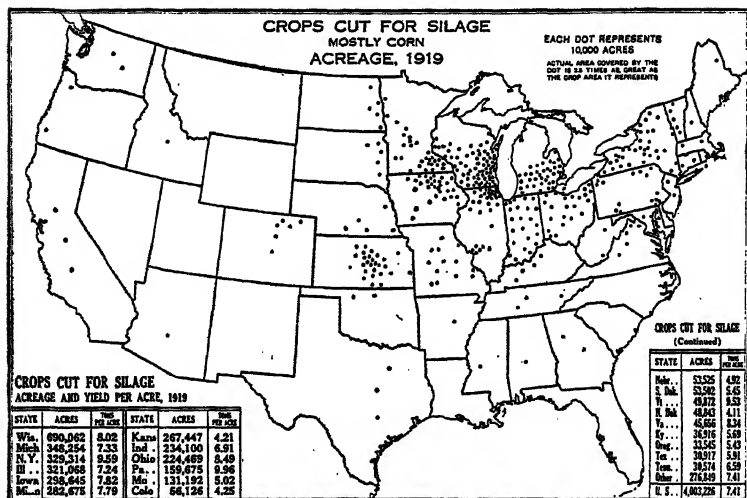 CROPS CUT FOR SILAGE
MOSTLY CORN
ACREAGE, 1919
EACH DOT REPRESENTS
10,000 ACRES
ACTUAL AREA COVERED BY THE
DOT IS 2.5 TIMES AS GREAT AS
THE CROP AREA IT REPRESENTS
CROPS CUT FOR SILAGE
ACREAGE AND YIELD PER ACRE, 1919
STATE ACRES TONS PER ACRE STATE ACRES TONS PER ACRE
Wis. 690,062 8.02 Kans 267,447 4.21
Mich 348,254 7.33 Ind. 234,100 6.91
N.Y. 329,314 9.59 Ohio 224,469 8.49
Ill.. 321,068 7.24 Pa.. 159,675 9.96
Iowa 298,645 7.82 Mo. 131,192 5.02
Minn 282,675 7.79 Colo 56,126 4.25
CROPS CUT FOR SILAGE
(Continued)
STATE ACRES TONS PER ACRE
Nebr.. 53,525 4.92
S. Dak. 53,502 5.45
Vt... 49,872 9.53
N. Dak 48,843 4.11
Va... 45,656 8.34
Ky... 36,916 5.69
Oreg.. 33,545 5.43
Tex.. 30,917 5.91
Tenn. 30,574 6.59
Other. 276,849 7.41
U. S.. 4,003,226 7.41